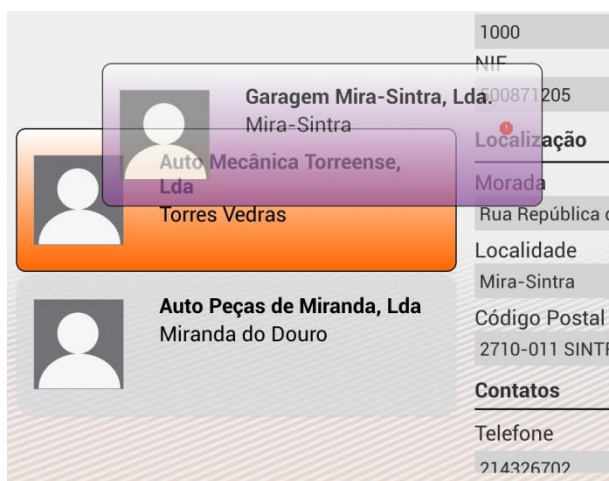 Garagem Mira-Sintra, Lda.
Mira-Sintra
Auto Mecânica Torreense,
Lda
Torres Vedras
Auto Peças de Miranda, Lda
Miranda do Douro
1000
NIF
500871205
Localização
Morada
Rua República
Localidade
Mira-Sintra
Código Postal
2710-011 SINT
Contatos
Telefone
214326702